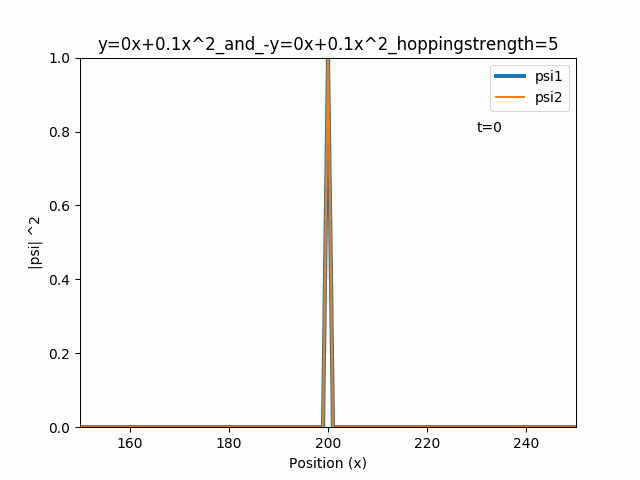 y=0x+0.1x^2_and_-y=0x+0.1x^2_hoppingstrength=5
psi1
psi2
t=0
1.0
0.8
0.6
0.4
0.2
0.0
|psi| ^2
160
180
200
220
240
Position (x)